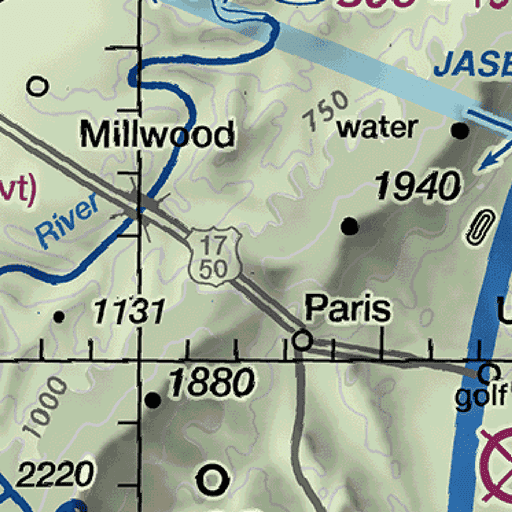 JASE
750
water
Millwood
1940
vt)
River
17
50
1131
Paris
U
1880
golf
1000
2220